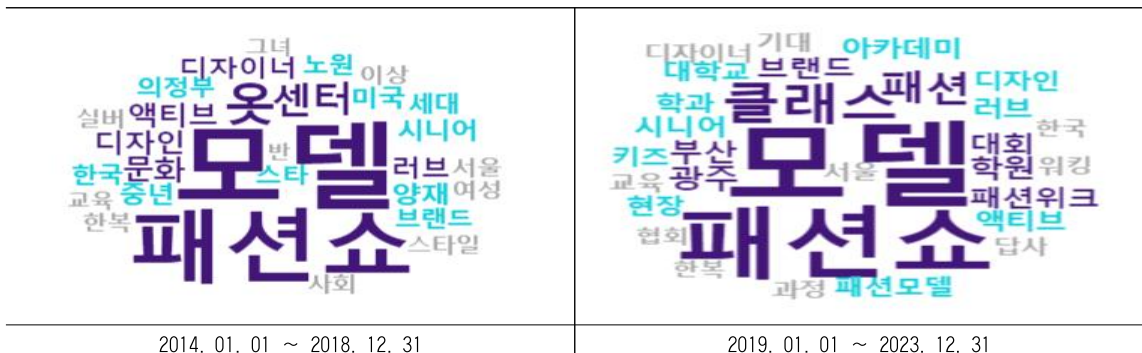 그녀
디자이너 노원
의정부 이상
옷 센터 미국 세대
실버 액티브 시니어
디자인 모델 반
한국 문화 스타 러브 서울
교육 중년 양재 여성
한복 패션쇼 브랜드
스타일
사회
2014. 01. 01 ~ 2018. 12. 31
디자이너 기대 아카데미
대학교 브랜드
클래스 패션 디자인
학과 러브
시니어 한국
모델 대회
키즈 부산 서울 학원 워킹
교육 광주
현장 패션쇼 패션위크
액티브
협회 답사
한복
과정 패션모델
2019. 01. 01 ~ 2023. 12. 31